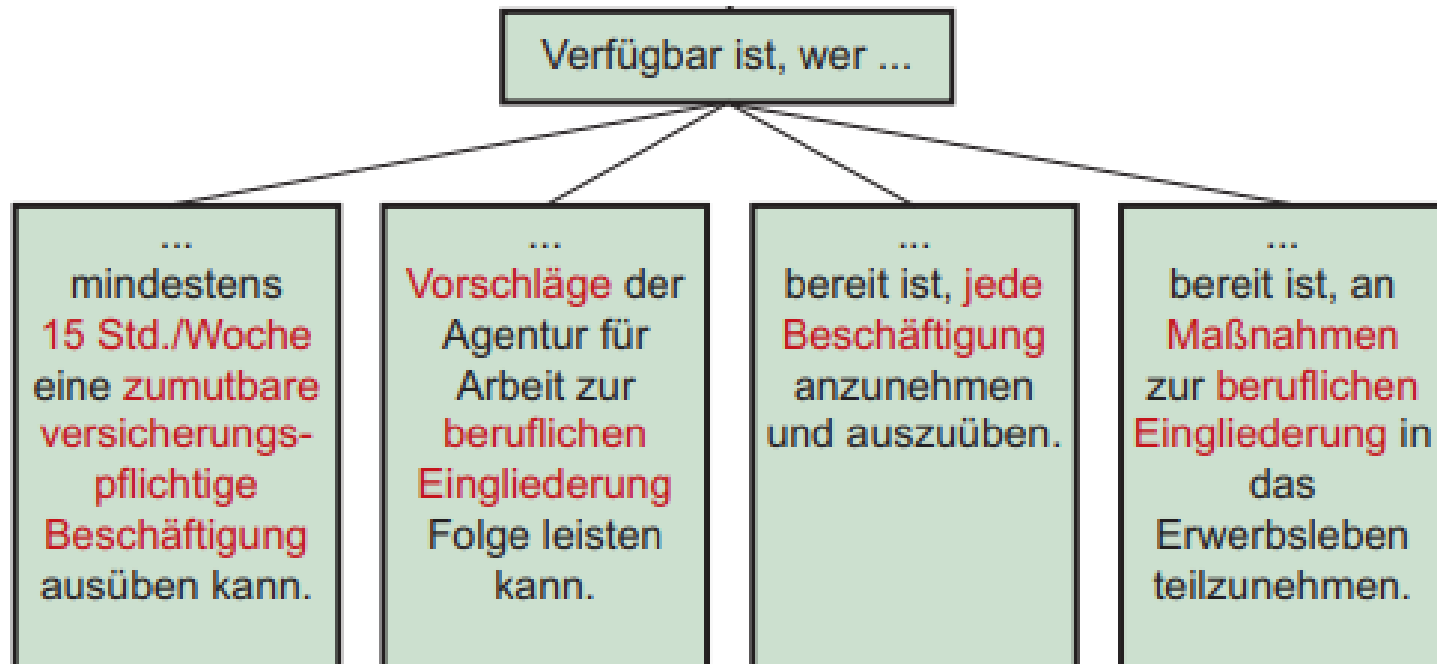 Verfügbar ist, wer ...
...
mindestens
15 Std./Woche
eine zumutbare
versicherungs-
pflichtige
Beschäftigung
ausüben kann.
...
Vorschläge der
Agentur für
Arbeit zur
beruflichen
Eingliederung
Folge leisten
kann.
...
bereit ist, jede
Beschäftigung
anzunehmen
und auszuüben.
...
bereit ist, an
Maßnahmen
zur beruflichen
Eingliederung in
das
Erwerbsleben
teilzunehmen.